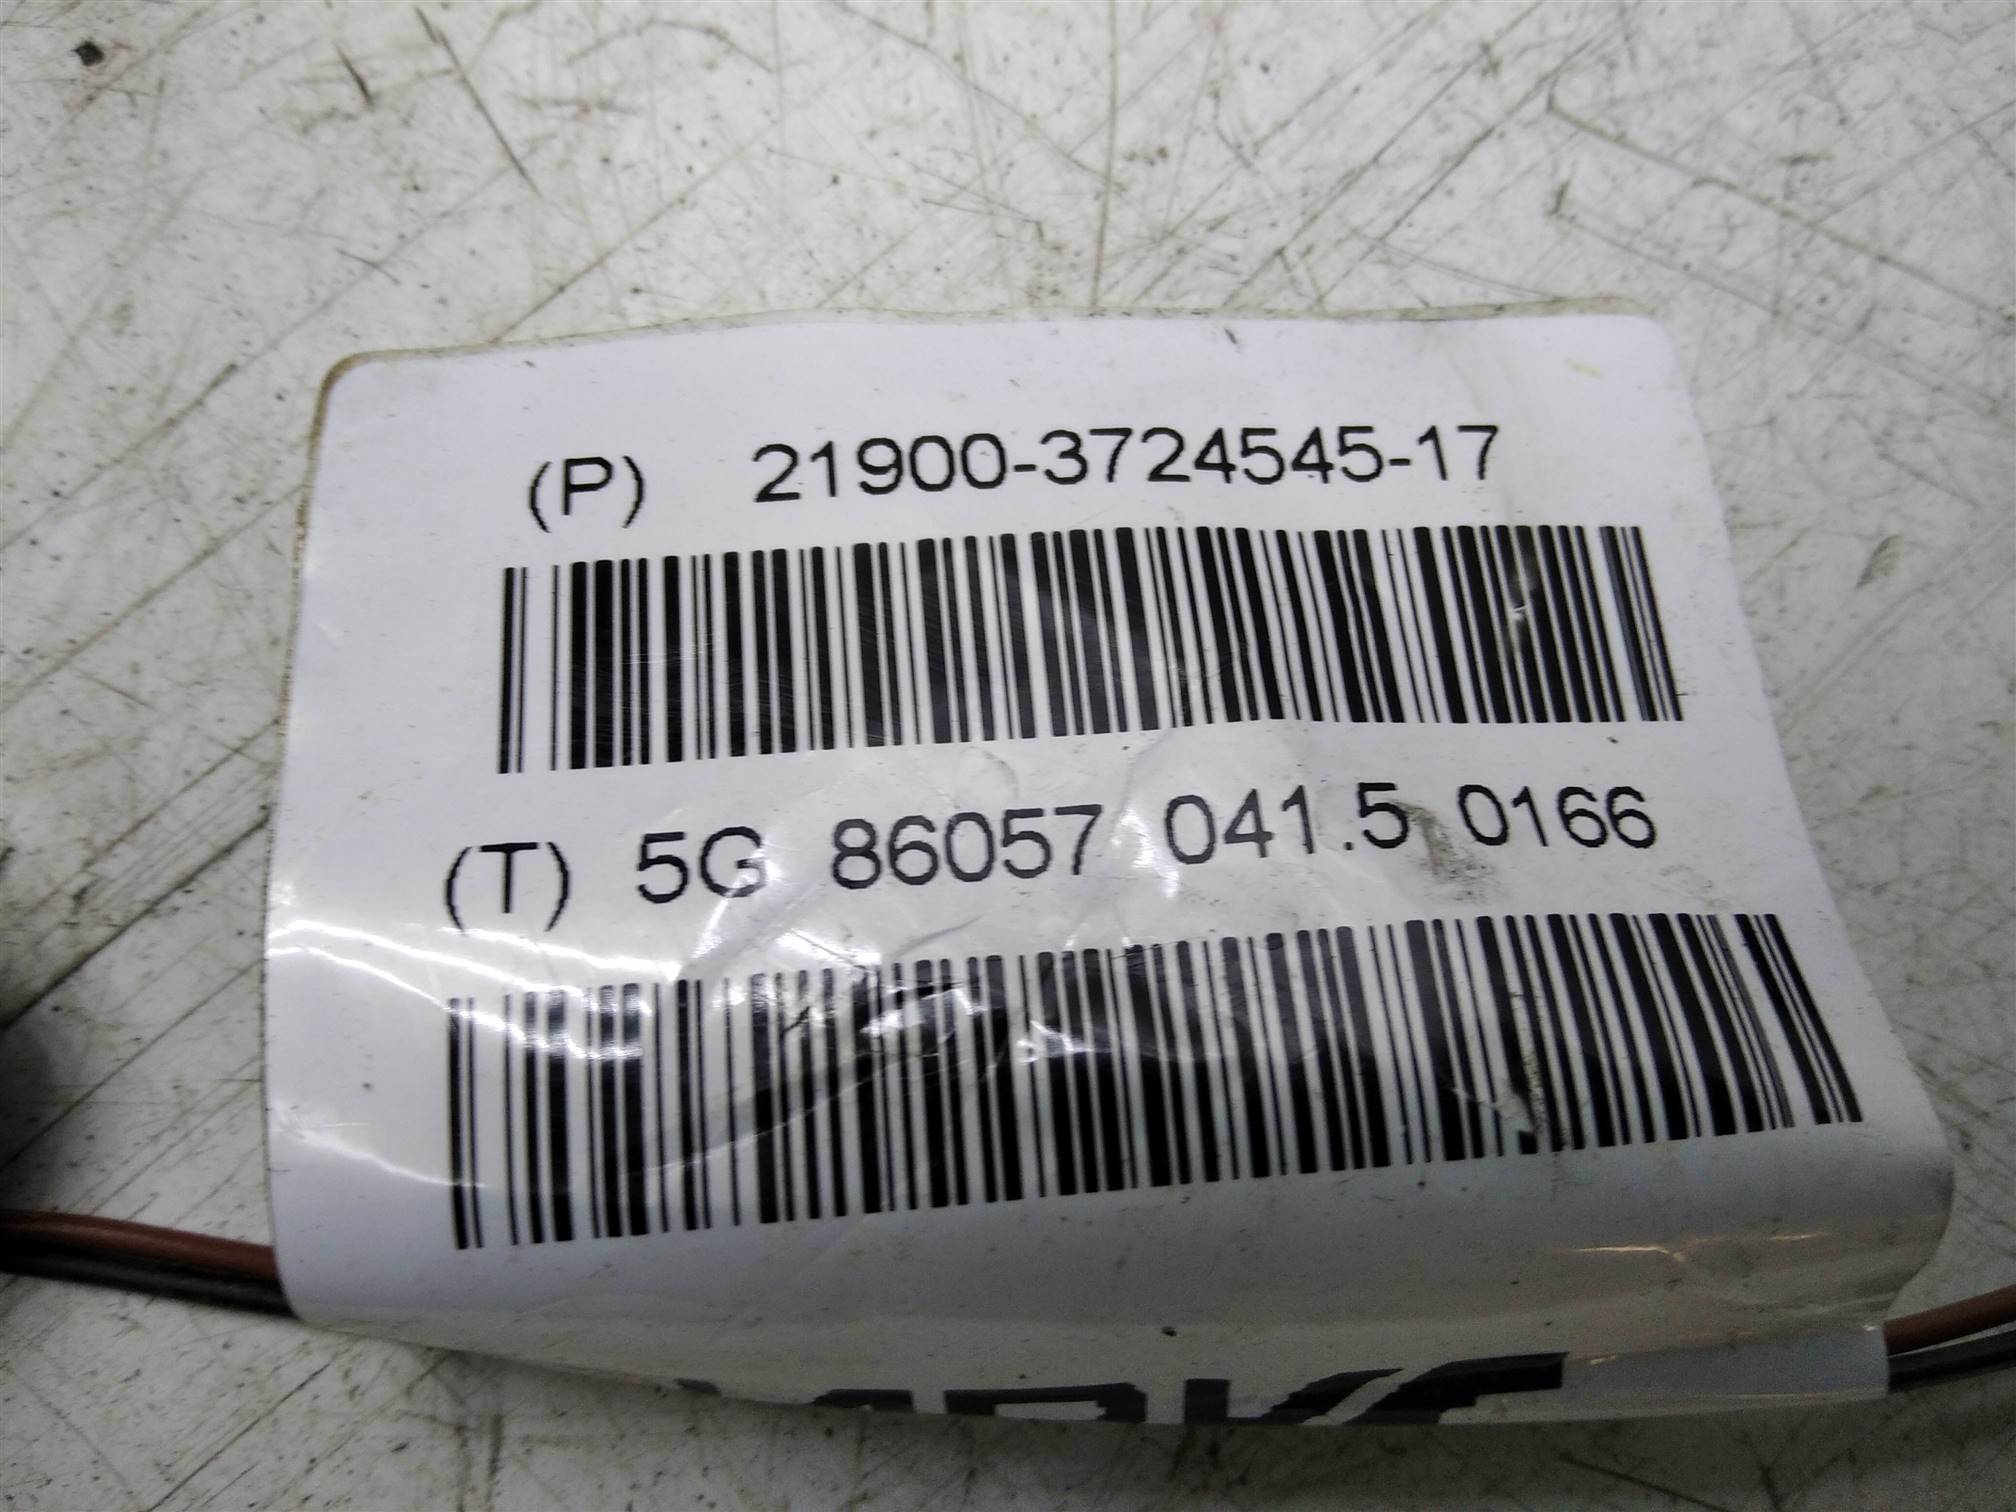 (P) 21900-3724545-17
(T) 5G 86057 041.5 0166